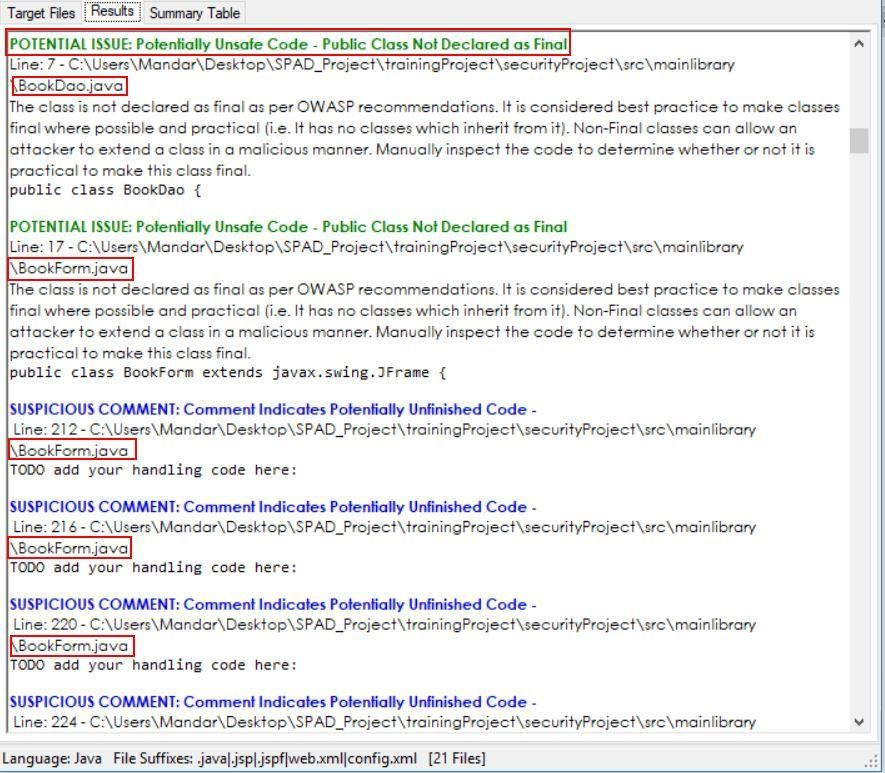 Target Files Results Summary Table
POTENTIAL ISSUE: Potentially Unsafe Code - Public Class Not Declared as Final
Line: 7 - C:\Users\Mandar\Desktop\SPAD_Project\trainingProject\securityProject\src\mainlibrary
\BookDao.java
The class is not declared as final as per OWASP recommendations. It is considered best practice to make classes
final where possible and practical (i.e. It has no classes which inherit from it). Non-Final classes can allow an
attacker to extend a class in a malicious manner. Manually inspect the code to determine whether or not it is
practical to make this class final.
public class BookDao {
POTENTIAL ISSUE: Potentially Unsafe Code - Public Class Not Declared as Final
Line: 17 - C:\Users\Mandar\Desktop\SPAD_Project\trainingProject\securityProject\src\mainlibrary
\BookForm.java
The class is not declared as final as per OWASP recommendations. It is considered best practice to make classes
final where possible and practical (i.e. It has no classes which inherit from it). Non-Final classes can allow an
attacker to extend a class in a malicious manner. Manually inspect the code to determine whether or not it is
practical to make this class final.
public class BookForm extends javax.swing.JFrame {
SUSPICIOUS COMMENT: Comment Indicates Potentially Unfinished Code -
Line: 212 - C:\Users\Mandar\Desktop\SPAD_Project\trainingProject\securityProject\src\mainlibrary
\BookForm.java
TODO add your handling code here:
SUSPICIOUS COMMENT: Comment Indicates Potentially Unfinished Code -
Line: 216 - C:\Users\Mandar\Desktop\SPAD_Project\trainingProject\securityProject\src\mainlibrary
\BookForm.java
TODO add your handling code here:
SUSPICIOUS COMMENT: Comment Indicates Potentially Unfinished Code -
Line: 220 - C:\Users\Mandar\Desktop\SPAD_Project\trainingProject\securityProject\src\mainlibrary
\BookForm.java
TODO add your handling code here:
SUSPICIOUS COMMENT: Comment Indicates Potentially Unfinished Code -
Line: 224 - C:\Users\Mandar\Desktop\SPAD_Project\trainingProject\securityProject\src\mainlibrary
Language: Java File Suffixes: .java|.jsp|.jspf|web.xml|config.xml [21 Files]